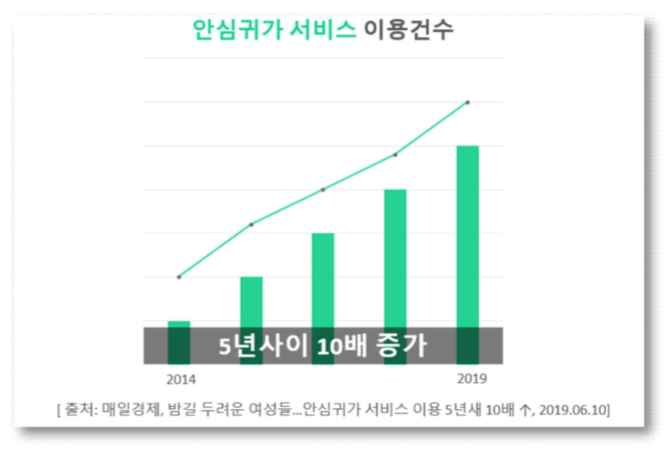 안심귀가 서비스 이용건수
5년사이 10배 증가
2014 2019
[ 출처: 매일경제, 밤길 두려운 여성들...안심귀가 서비스 이용 5년새 10배 ↑, 2019.06.10]